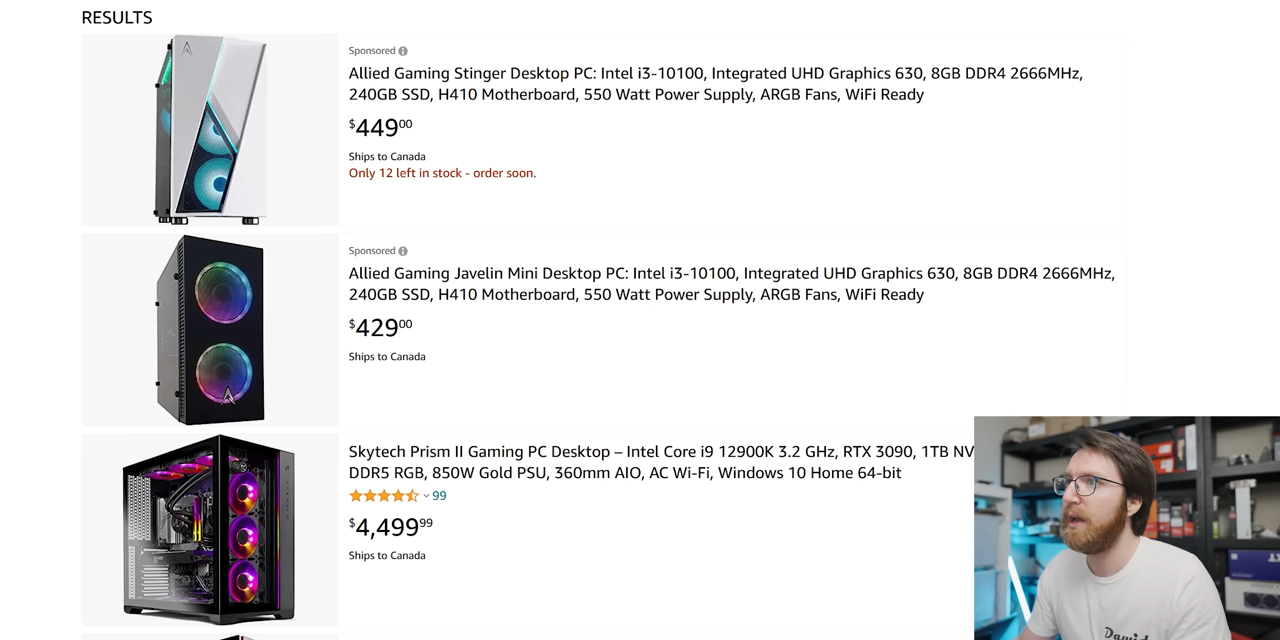 RESULTS
Sponsored
Allied Gaming Stinger Desktop PC: Intel i3-10100, Integrated UHD Graphics 630, 8GB DDR4 2666MHz,
240GB SSD, H410 Motherboard, 550 Watt Power Supply, ARGB Fans, WiFi Ready
$44900
Ships to Canada
Only 12 left in stock - order soon.
Sponsored
Allied Gaming Javelin Mini Desktop PC: Intel i3-10100, Integrated UHD Graphics 630, 8GB DDR4 2666MHz,
240GB SSD, H410 Motherboard, 550 Watt Power Supply, ARGB Fans, WiFi Ready
$42900
Ships to Canada
Skytech Prism II Gaming PC Desktop – Intel Core i9 12900K 3.2 GHz, RTX 3090, 1TB NV
DDR5 RGB, 850W Gold PSU, 360mm AIO, AC Wi-Fi, Windows 10 Home 64-bit
99
$4,49999
Ships to Canada
David